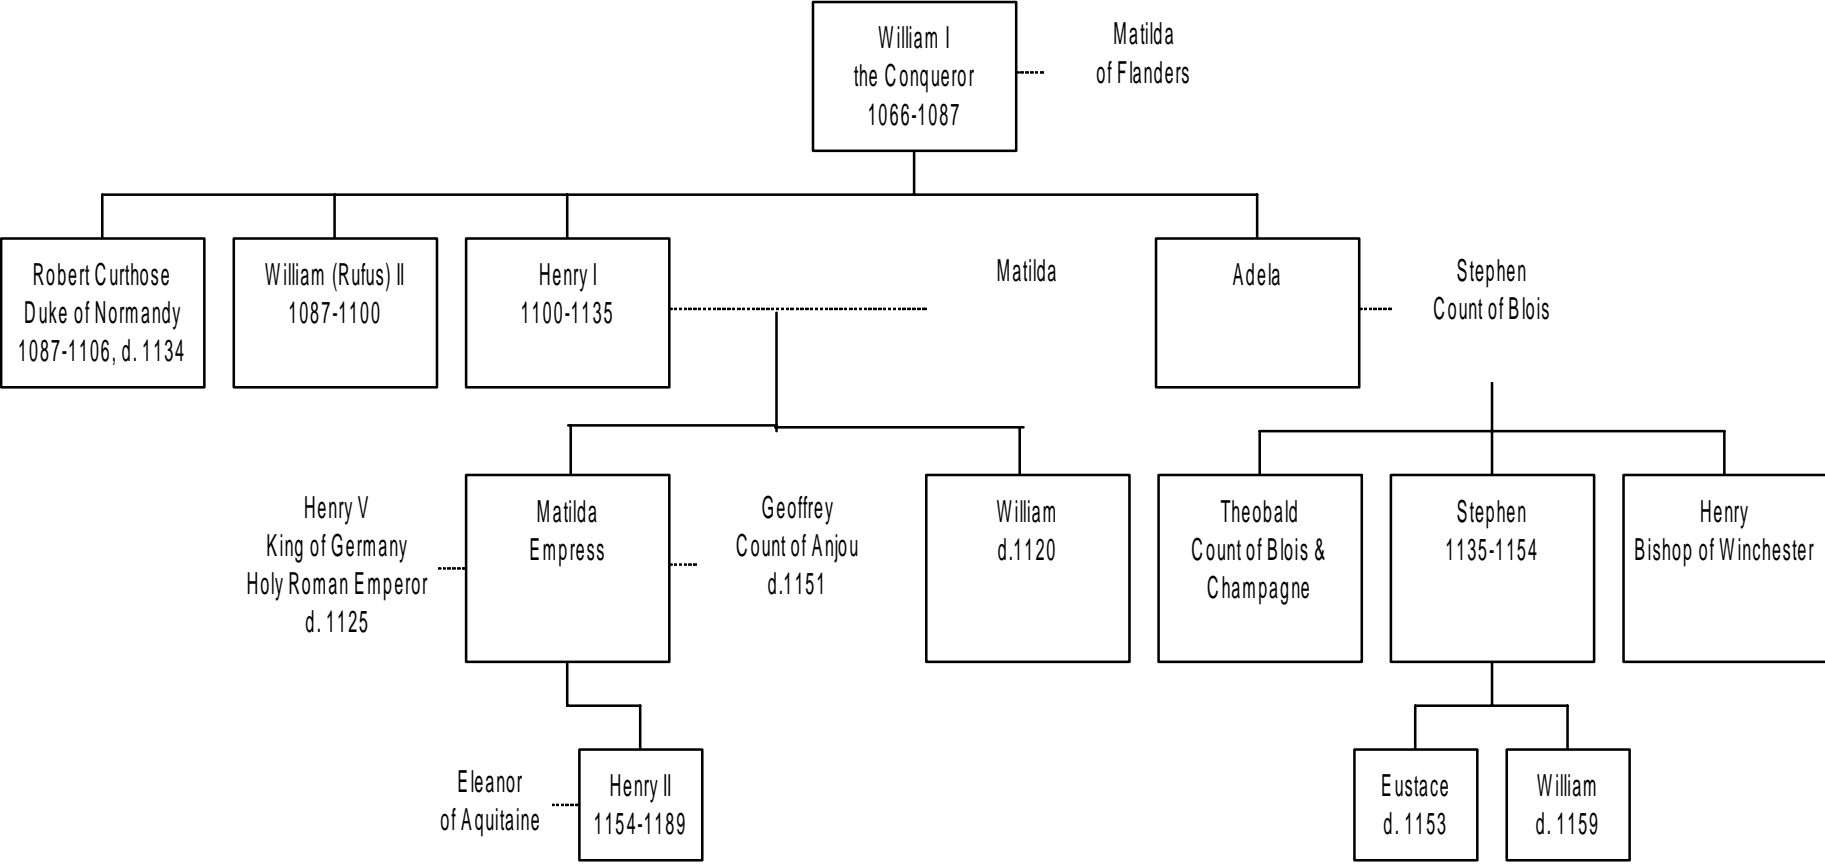 William I
the Conqueror
1066-1087
Matilda
of Flanders
Robert Curthose
Duke of Normandy
1087-1106, d. 1134
William (Rufus) II
1087-1100
Henry I
1100-1135
Matilda
Adela
Stephen
Count of Blois
Henry V
King of Germany
Holy Roman Emperor
d. 1125
Matilda
Empress
Geoffrey
Count of Anjou
d.1151
William
d.1120
Theobald
Count of Blois &
Champagne
Stephen
1135-1154
Henry
Bishop of Winchester
Eleanor
of Aquitaine
Henry II
1154-1189
Eustace
d. 1153
William
d. 1159